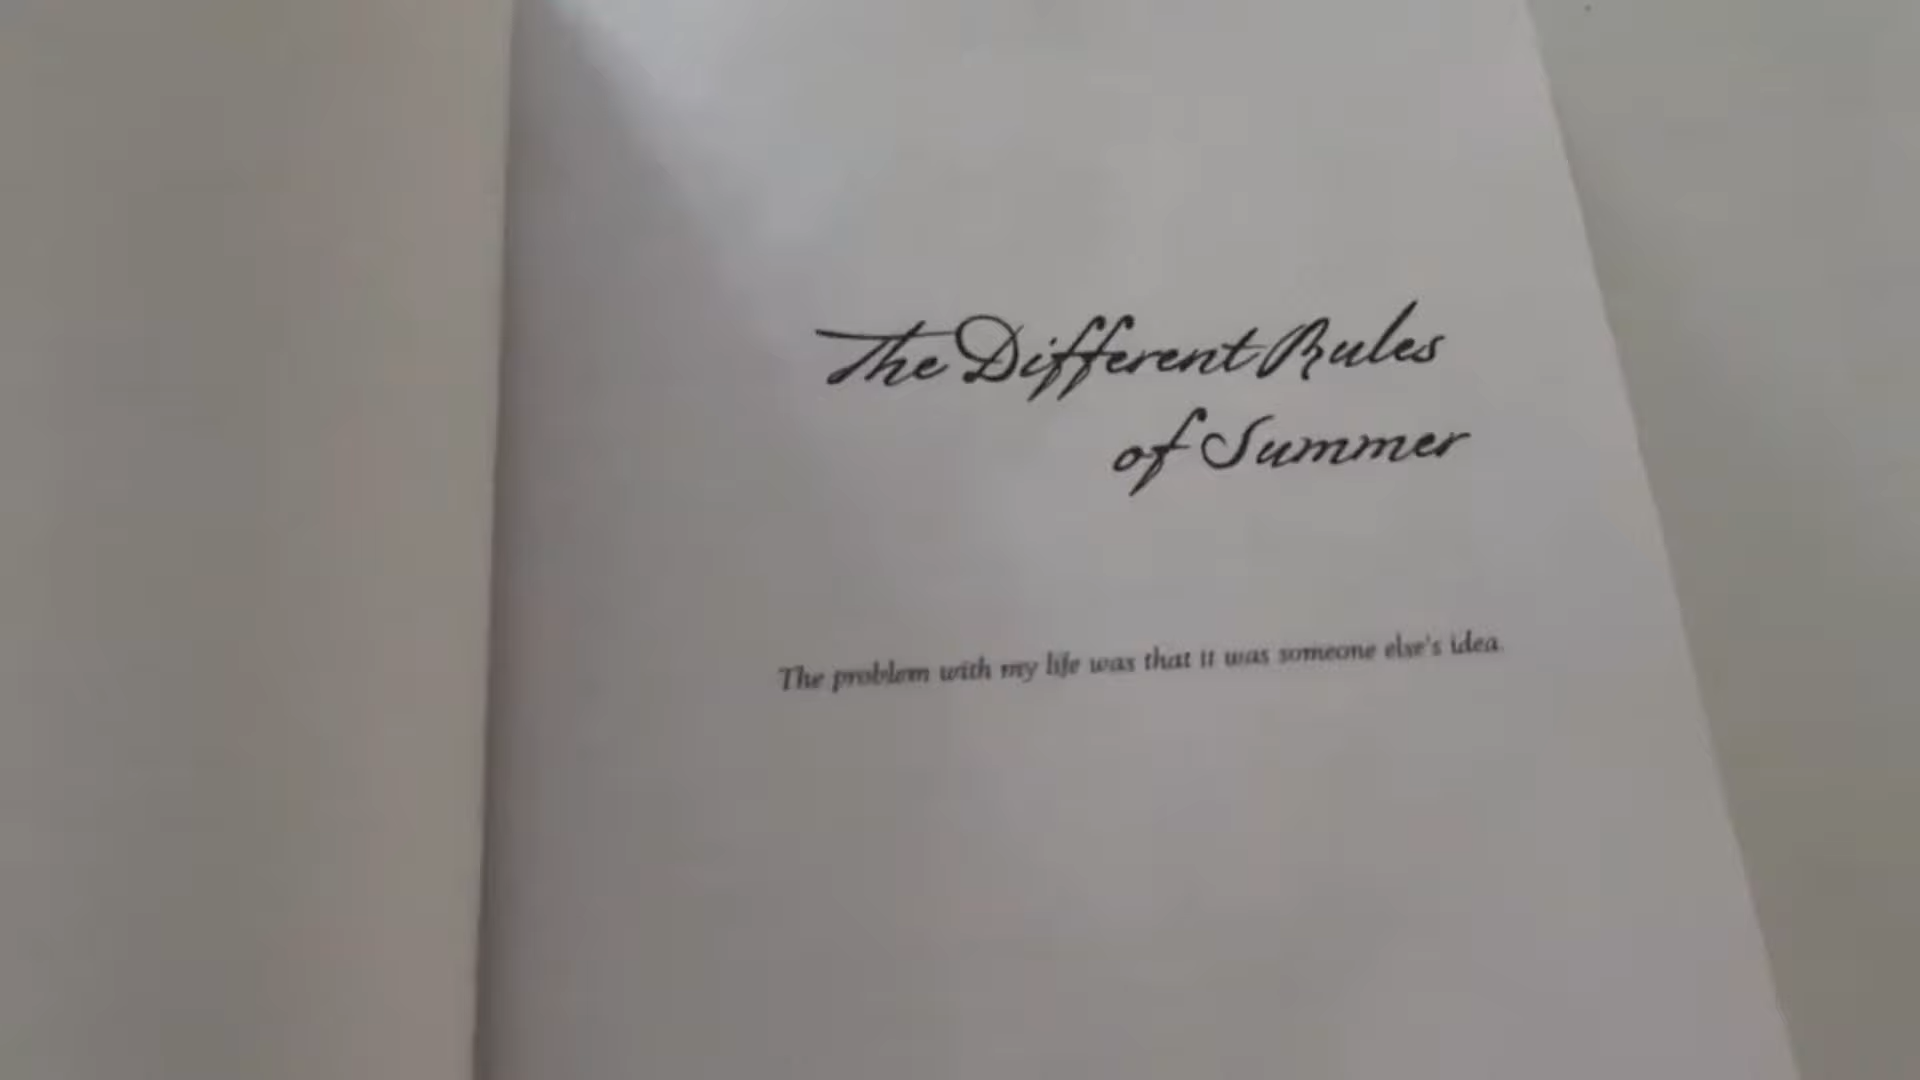 The Different Rules
of Summer
The problem with my life was that it was someone else's idea.